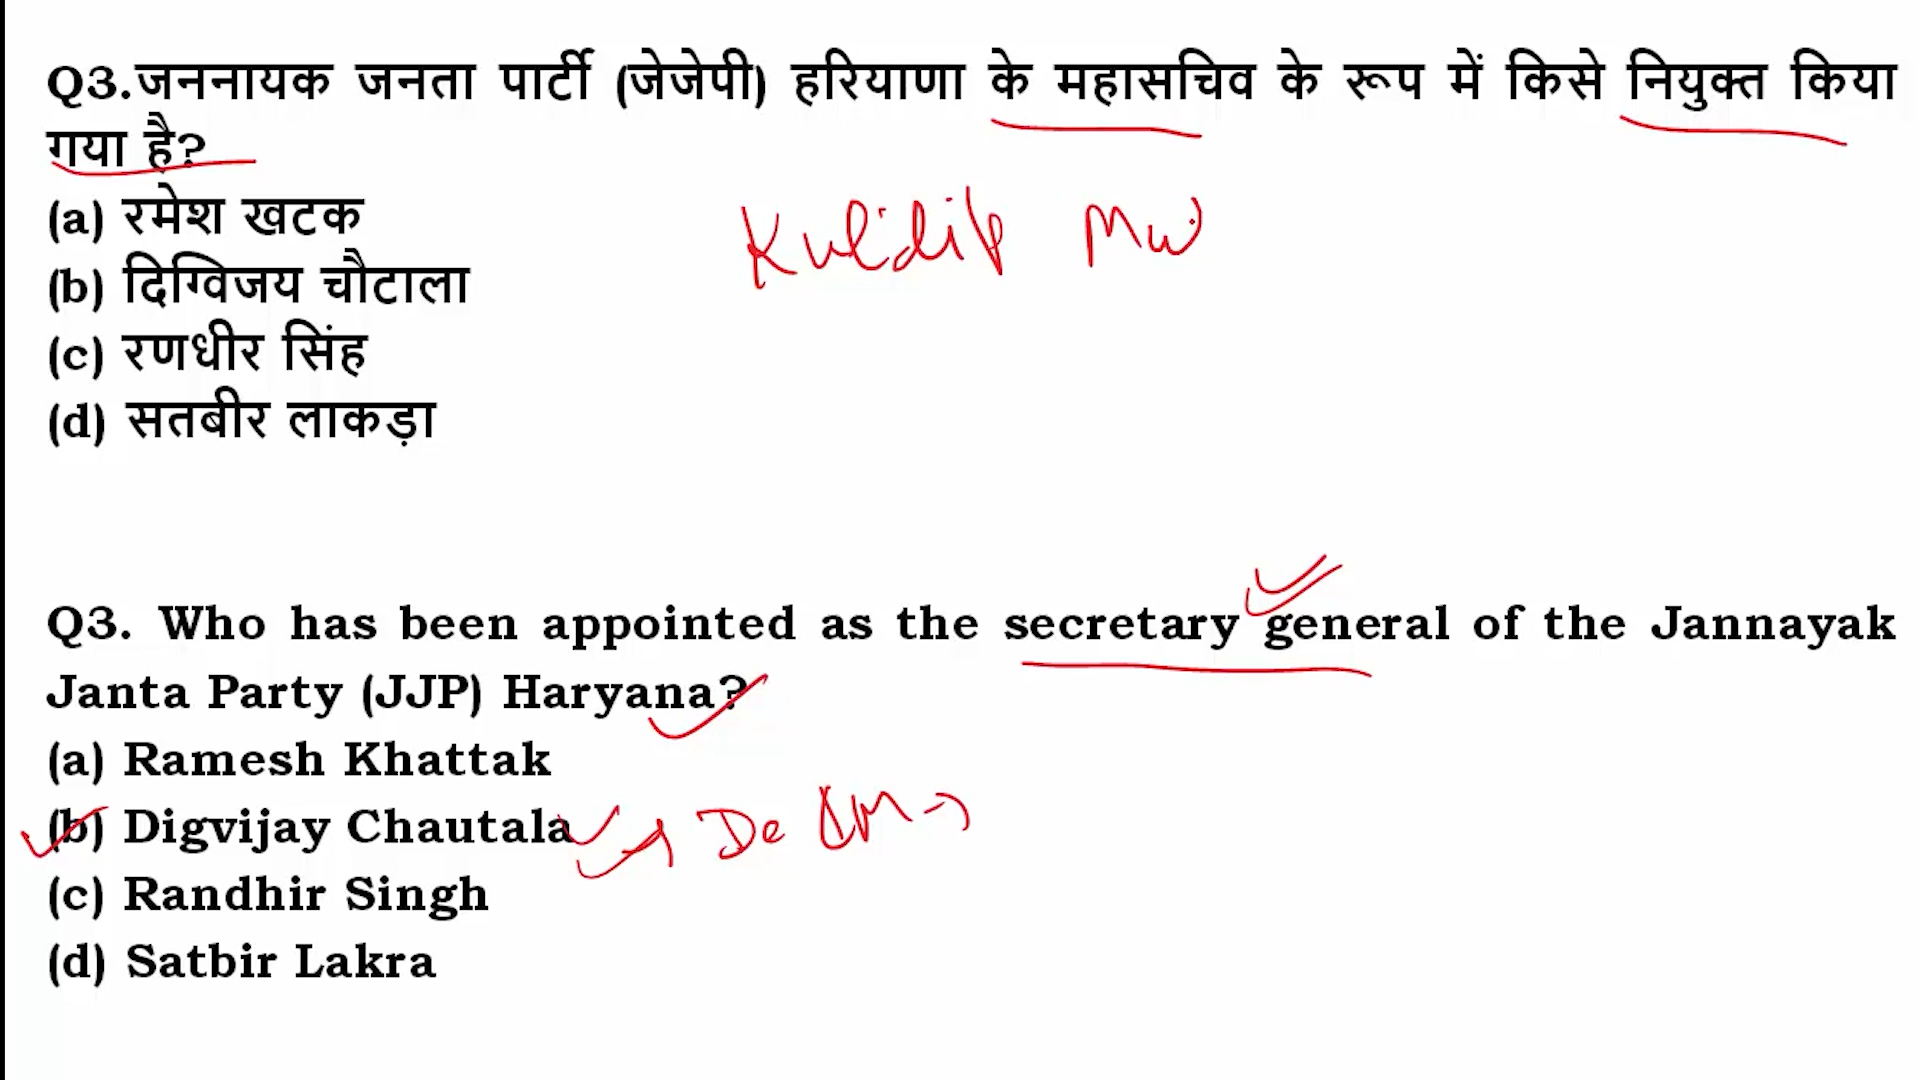 Q3.जननायक जनता पार्टी (जेजेपी) हरियाणा के महासचिव के रूप में किसे नियुक्त किया
गया है?
(a) रमेश खटक
(b) दिग्विजय चौटाला
(c) रणधीर सिंह
(d) सतबीर लाकड़ा
Kuldip
Q3. Who has been appointed as the secretary general of the Jannayak
Janta Party (JJP) Haryana?
(a) Ramesh Khattak
(b) Digvijay Chautala
(c) Randhir Singh
(d) Satbir Lakra